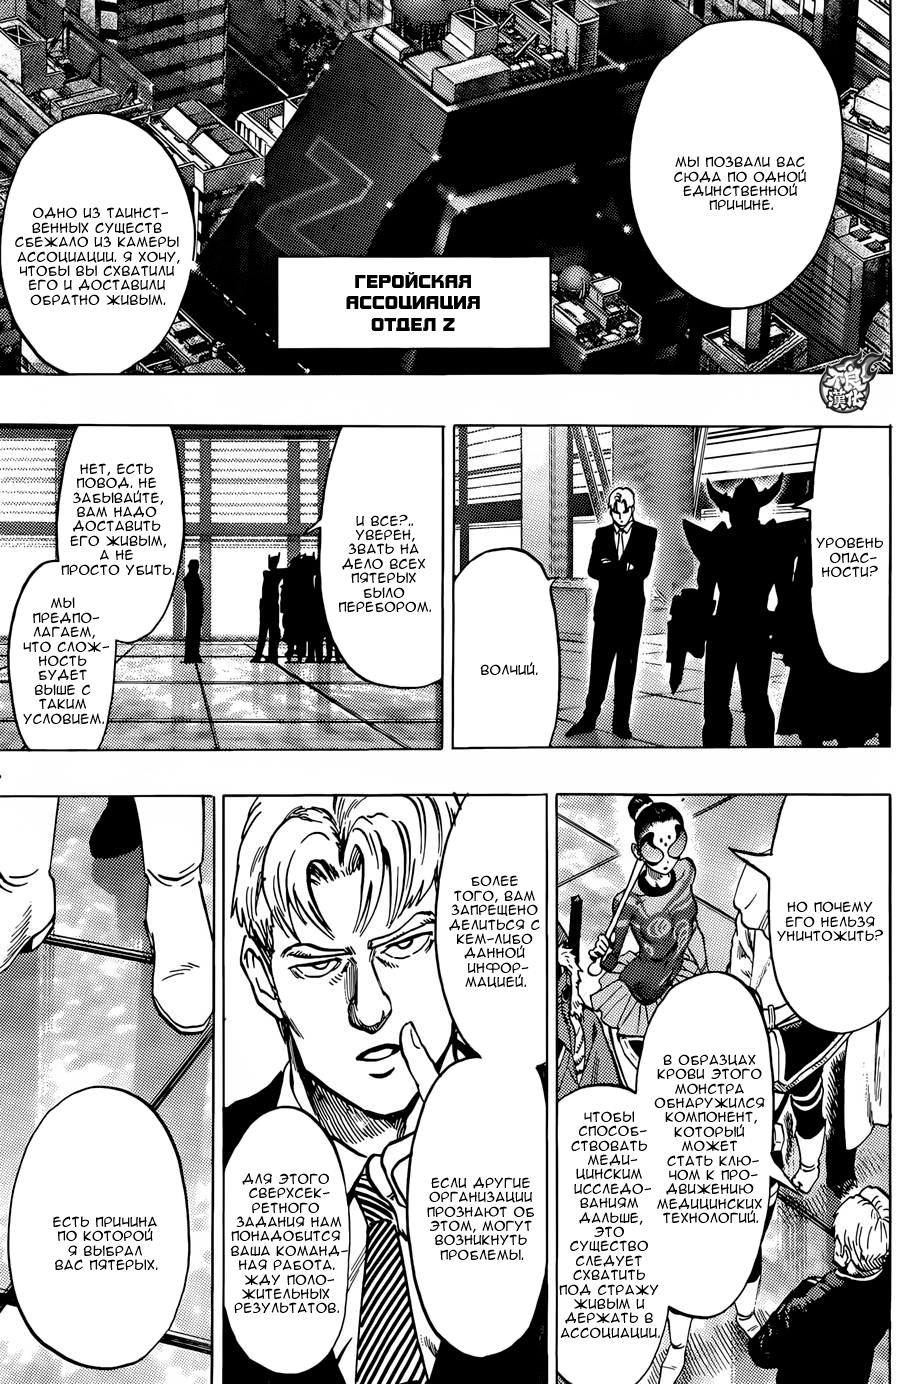 МЫ ПОЗВАЛИ ВАС
СЮДА ПО ОДНОЙ
ЕДИНСТВЕННОЙ
ПРИЧИНЕ.
ОДНО ИЗ ТАИНСТ-
ВЕННЫХ СУЩЕСТВ
СБЕЖАЛО ИЗ КАМЕРЫ
АССОЦИАЦИИ. Я ХОЧУ,
ЧТОБЫ ВЫ СХВАТИЛИ
ЕГО И ДОСТАВИЛИ
ОБРАТНО ЖИВЫМ.
ГЕРОЙСКАЯ
АССОЦИАЦИЯ
ОТДЕЛ Z
Z
大浪
漢化
УРОВЕНЬ
ОПАС-
НОСТИ?
ВОЛЧИЙ.
И ВСЕ?..
УВЕРЕН,
ЗВАТЬ НА
ДЕЛО ВСЕХ
ПЯТЕРЫХ
БЫЛО
ПЕРЕБОРОМ.
НЕТ, ЕСТЬ
ПОВОД. НЕ
ЗАБЫВАЙТЕ,
ВАМ НАДО
ДОСТАВИТЬ
ЕГО ЖИВЫМ,
А НЕ
ПРОСТО УБИТЬ.
МЫ
ПРЕДПО-
ЛАГАЕМ,
ЧТО СЛОЖ-
НОСТЬ
БУДЕТ
ВЫШЕ С
ТАКИМ
УСЛОВИЕМ.
НО ПОЧЕМУ
ЕГО НЕЛЬЗЯ
УНИЧТОЖИТЬ?
В ОБРАЗЦАХ
КРОВИ ЭТОГО
МОНСТРА
ОБНАРУЖИЛСЯ
КОМПОНЕНТ,
КОТОРЫЙ
МОЖЕТ
СТАТЬ КЛЮ-
ЧОМ К ПРО-
ДВИЖЕНИЮ
МЕДИЦИНСКИХ
ТЕХНОЛОГИЙ.
ЧТОБЫ
СПОСОБ-
СТВОВАТЬ
МЕДИ-
ЦИНСКИМ
ИССЛЕДО-
ВАНИЯМ
ДАЛЬШЕ,
ЭТО
СУЩЕСТВО
СЛЕДУЕТ
СХВАТИТЬ
ПОД СТРАЖУ
ЖИВЫМ И
ДЕРЖАТЬ В
АССОЦИАЦИИ.
БОЛЕЕ
ТОГО, ВАМ
ЗАПРЕЩЕНО
ДЕЛИТЬСЯ С
КЕМ-ЛИБО
ДАННОЙ
ИНФОР-
МАЦИЕЙ.
ЕСЛИ ДРУГИЕ
ОРГАНИЗАЦИИ
ПРОЗНАЮТ ОБ
ЭТОМ, МОГУТ
ВОЗНИКНУТЬ
ПРОБЛЕМЫ.
ДЛЯ ЭТОГО
СВЕРХСЕК-
РЕТНОГО
ЗАДАНИЯ НАМ
ПОНАДОБИТСЯ
ВАША КОМАНД-
НАЯ РАБОТА.
ЖДУ ПОЛО-
ЖИТЕЛЬНЫХ
РЕЗУЛЬТАТОВ.
ЕСТЬ ПРИЧИНА
ПО КОТОРОЙ
Я ВЫБРАЛ
ВАС ПЯТЕРЫХ.